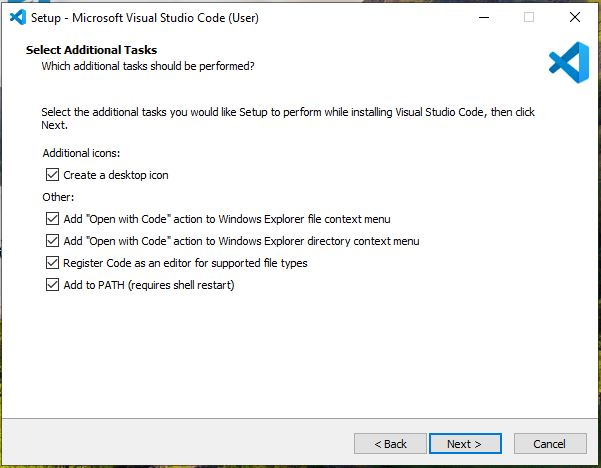 Setup - Microsoft Visual Studio Code (User)
Select Additional Tasks
Which additional tasks should be performed?
Select the additional tasks you would like Setup to perform while installing Visual Studio Code, then click
Next.
Additional icons:
Create a desktop icon
Other:
Add "Open with Code" action to Windows Explorer file context menu
Add "Open with Code" action to Windows Explorer directory context menu
Register Code as an editor for supported file types
Add to PATH (requires shell restart)
< Back Next > Cancel